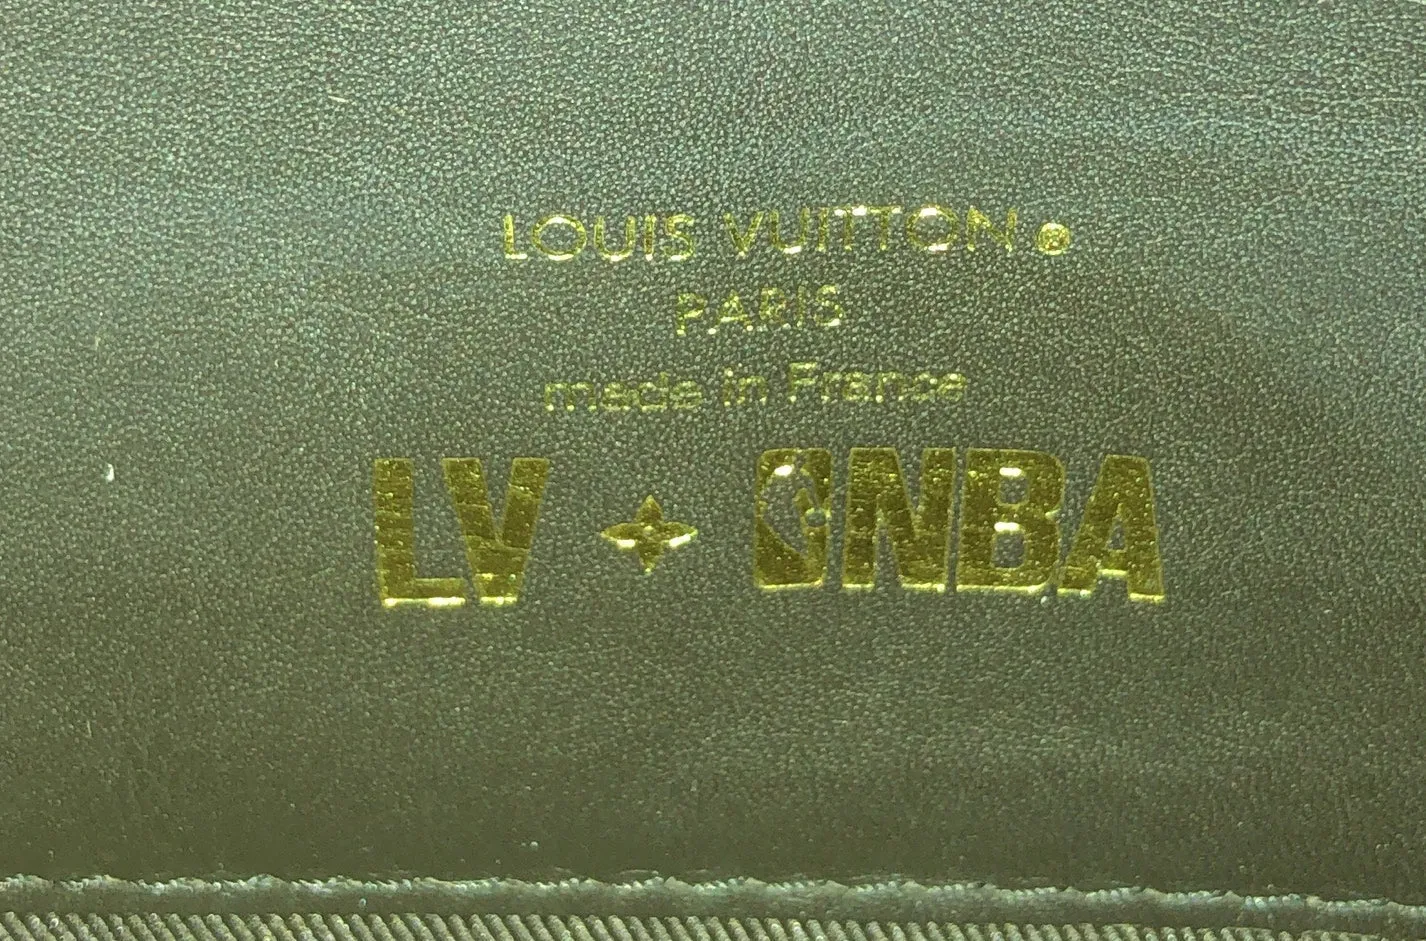 LOUIS VUITTON®
PARIS
made in France
LV NBA